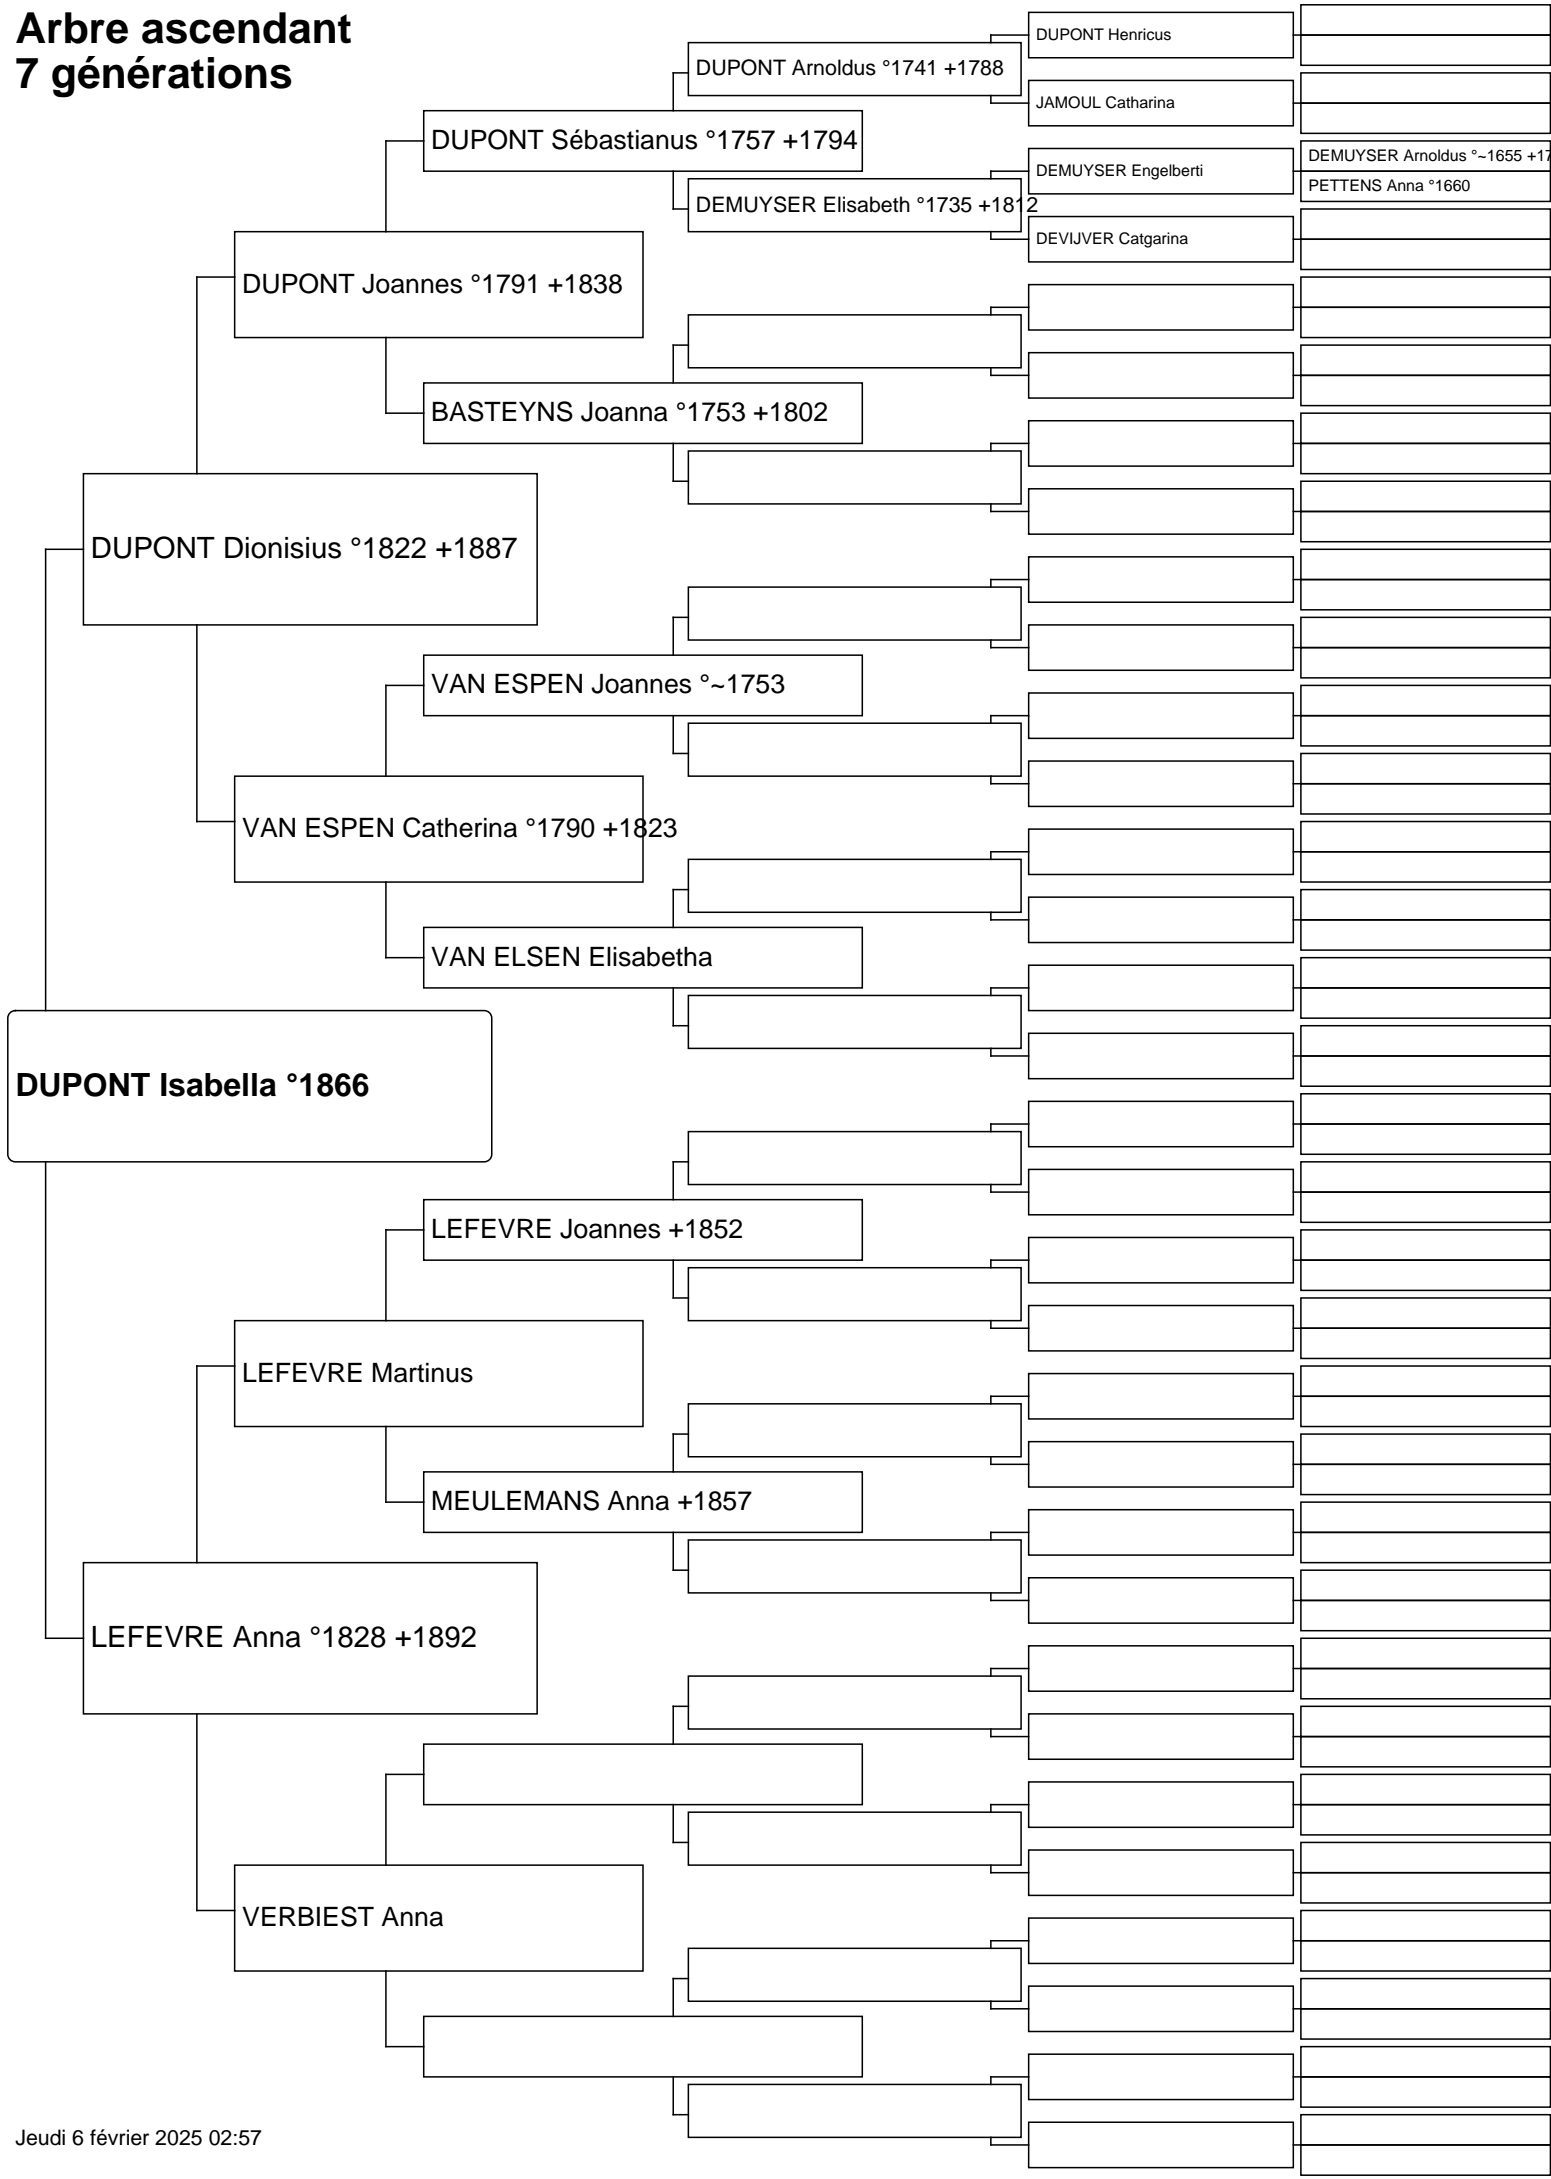 Arbre ascendant
7 générations
DUPONT Henricus
DUPONT Arnoldus °1741 +1788
JAMOUL Catharina
DUPONT Sébastianus °1757 +1794
DEMUYSER Arnoldus °~1655 +17
DEMUYSER Engelberti
PETTENS Anna °1660
DEMUYSER Elisabeth °1735 +1812
DEVIJVER Catgarina
DUPONT Joannes °1791 +1838
BASTEYNS Joanna °1753 +1802
DUPONT Dionisius °1822 +1887
VAN ESPEN Joannes °~1753
VAN ESPEN Catherina °1790 +1823
VAN ELSEN Elisabetha
DUPONT Isabella °1866
LEFEVRE Joannes +1852
LEFEVRE Martinus
MEULEMANS Anna +1857
LEFEVRE Anna °1828 +1892
VERBIEST Anna
Jeudi 6 février 2025 02:57